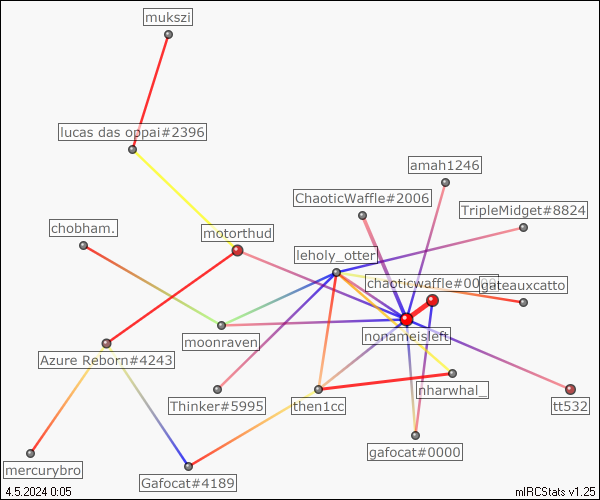 mukszi
lucas das oppai#2396
amah1246
ChaoticWaffle#2006
TripleMidget#8824
chobham.
motorthud
leholy_otter
chaoticwaffle#0
gateauxcatto
nonameisleft
moonraven
Azure Reborn#4243
nharwhal_
Thinker#5995
then1cc
tt532
gafocat#0000
mercurybro
Gafocat#4189
4.5.2024 0:05
mIRCStats v1.25